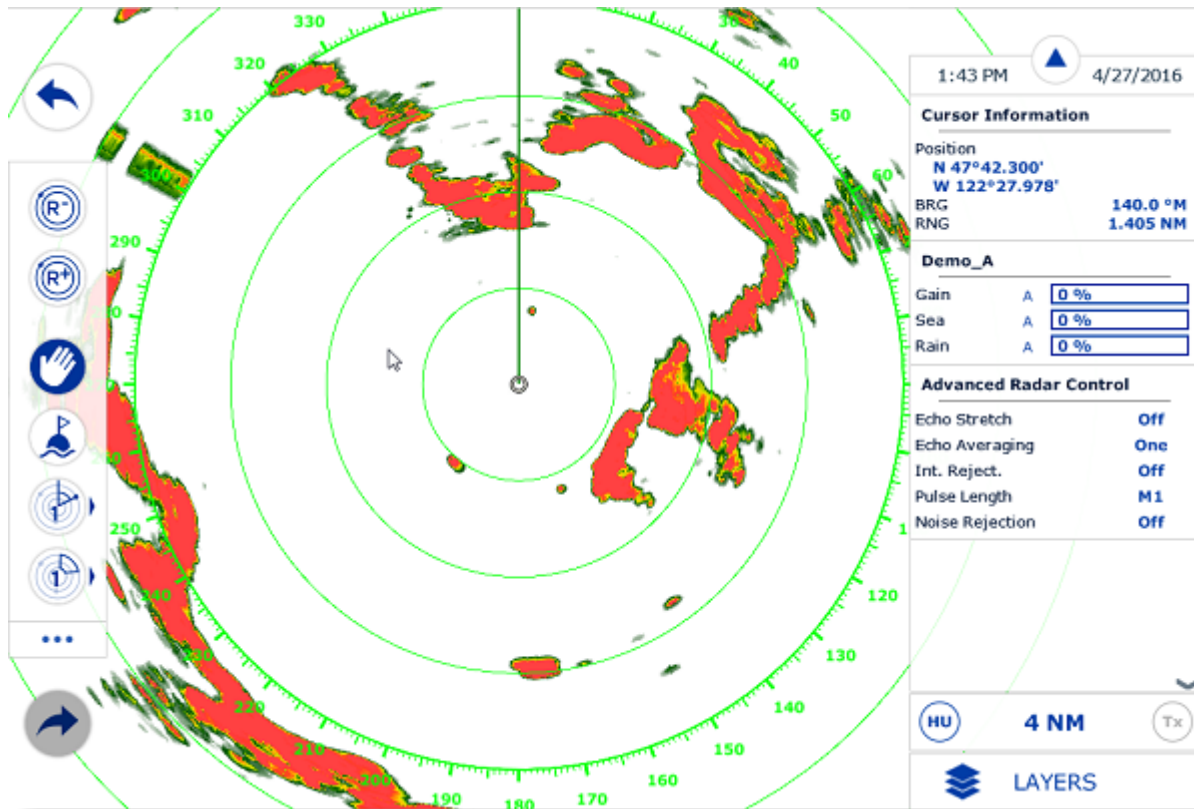 330
320
40
310
50
300
60
290
250
240
120
230
130
220
140
210
150
200
160
190
180
170
R-
R+
1
1
...
1:43 PM 4/27/2016
Cursor Information
Position
N 47°42.300'
W 122°27.978'
BRG 140.0 °M
RNG 1.405 NM
Demo_A
Gain A 0 %
Sea A 0 %
Rain A 0 %
Advanced Radar Control
Echo Stretch Off
Echo Averaging One
Int. Reject. Off
Pulse Length M1
Noise Rejection Off
HU 4 NM Tx
LAYERS